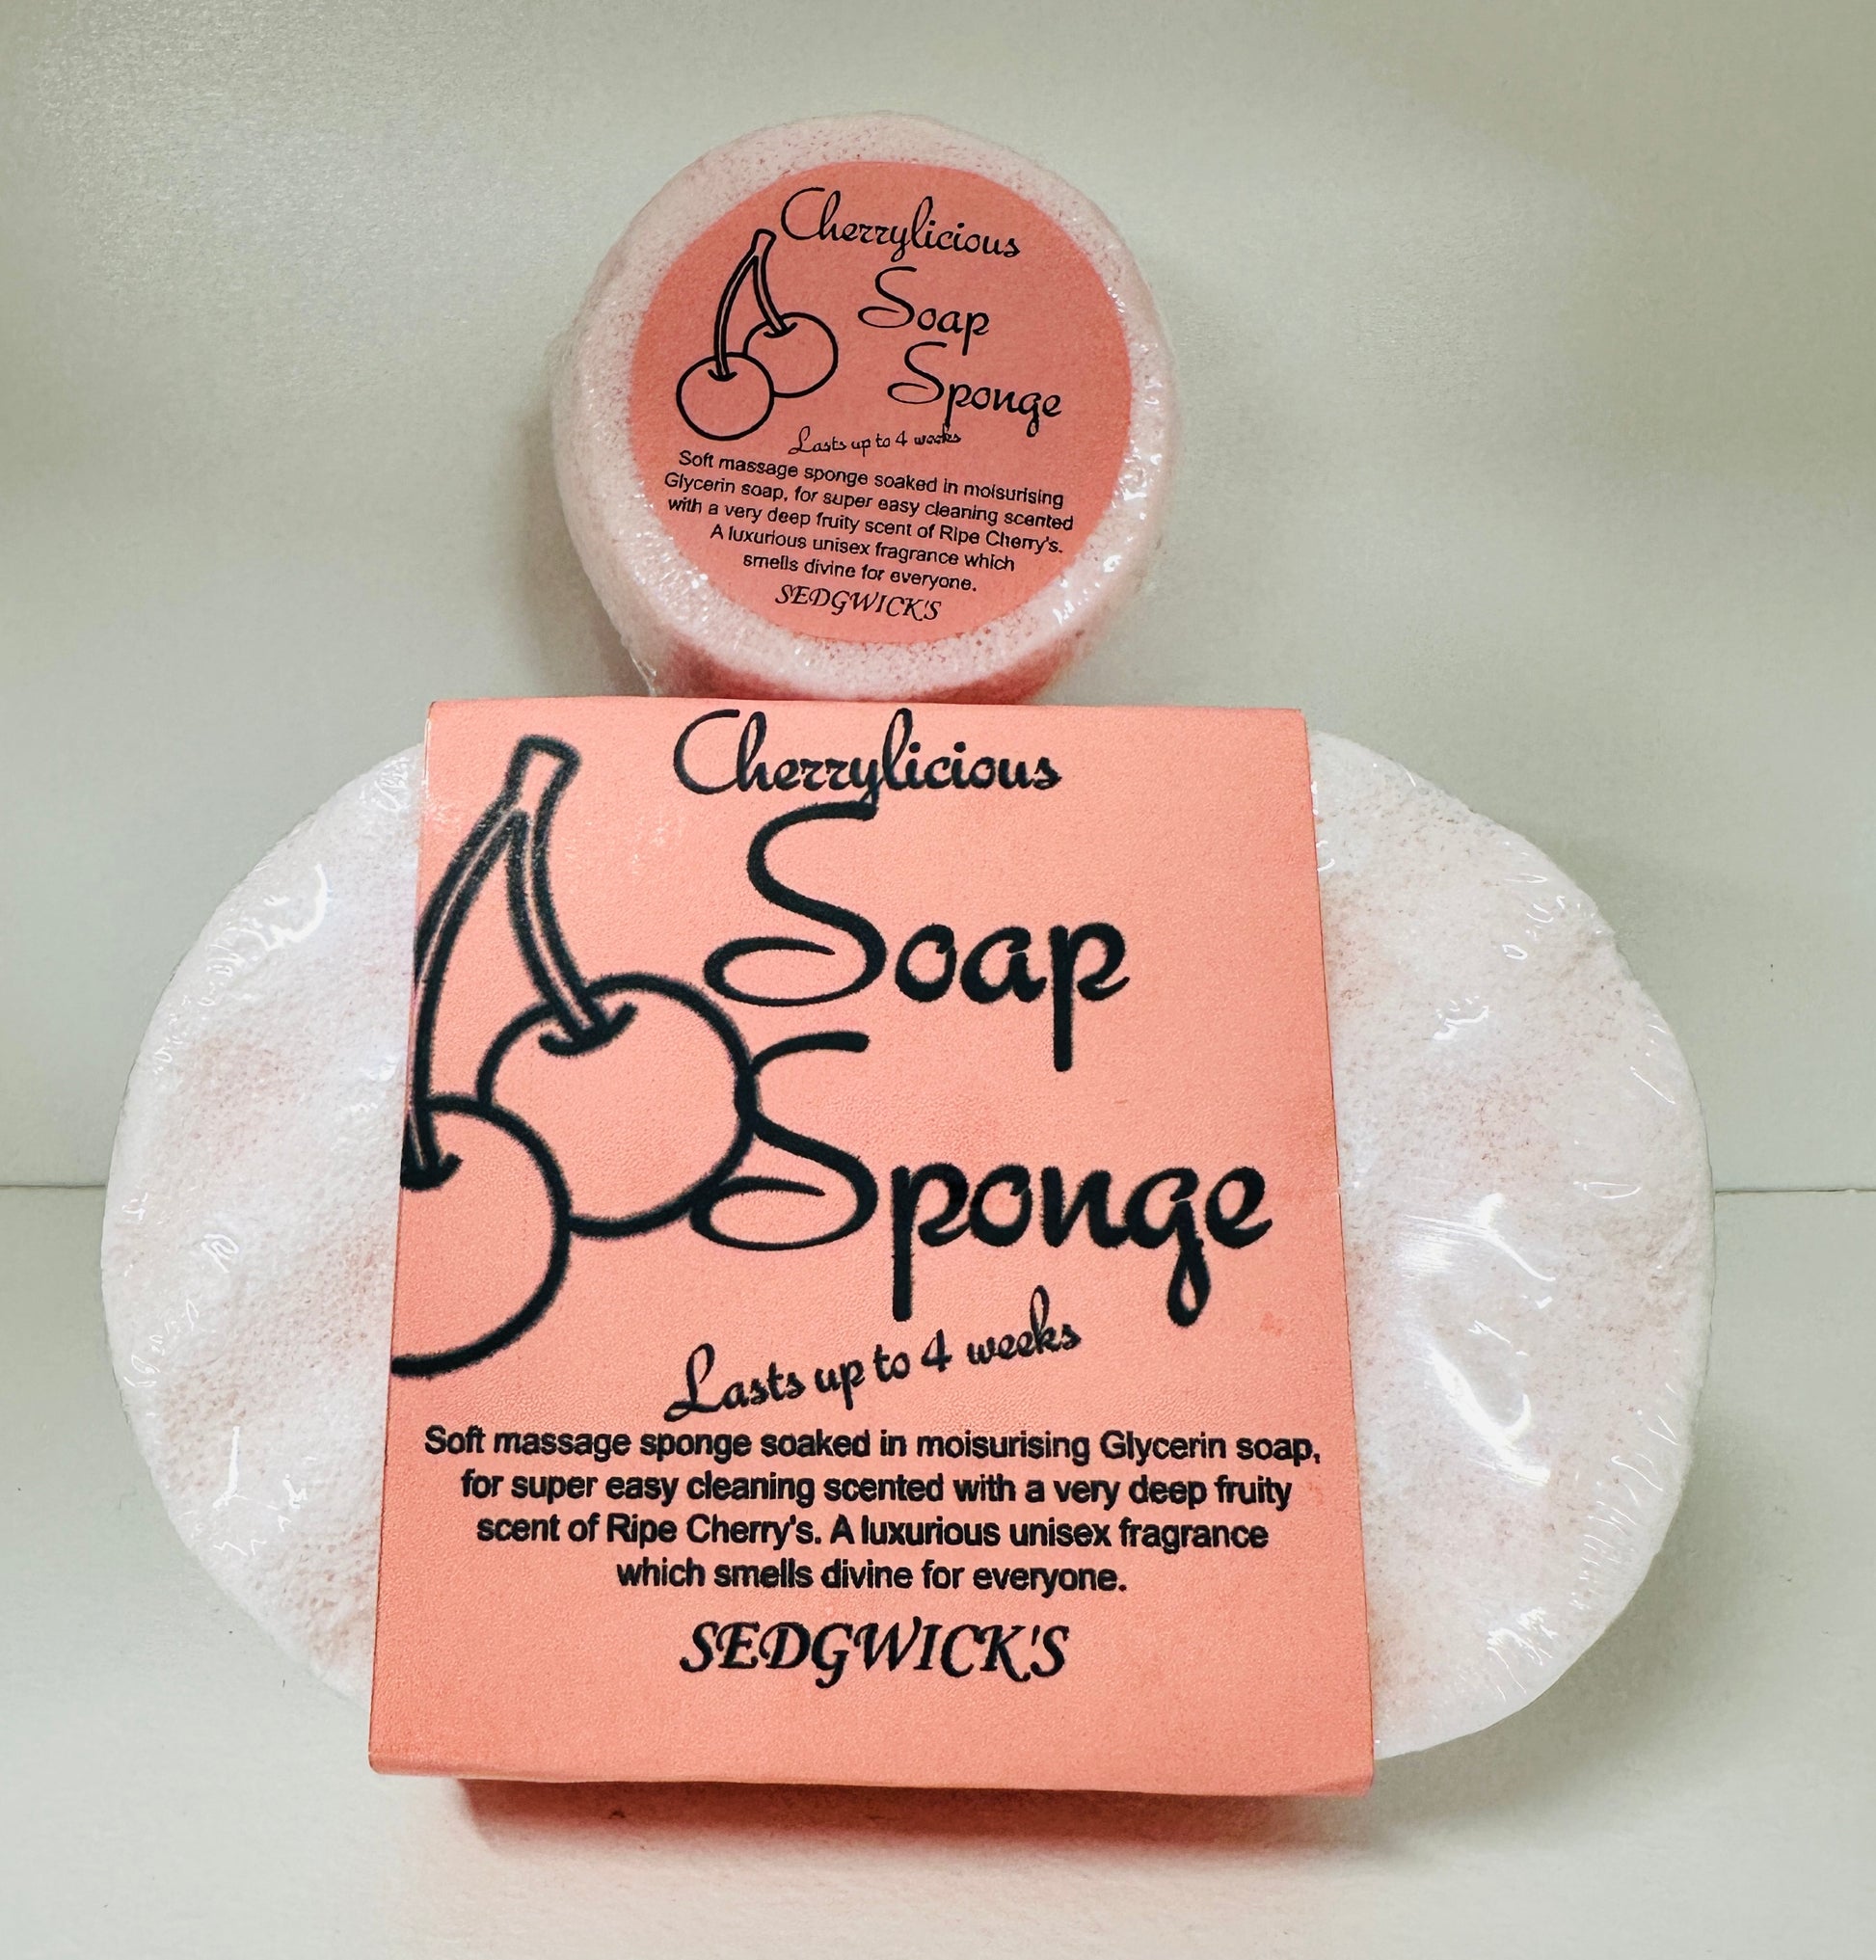 Cherrylicious
Soap
Sponge
Lasts up to 4 weeks
Soft massage sponge soaked in moisurising
Glycerin soap, for super easy cleaning scented
with a very deep fruity scent of Ripe Cherry's.
A luxurious unisex fragrance which
smells divine for everyone.
SEDGWICK'S
Cherrylicious
Soap
Sponge
Lasts up to 4 weeks
Soft massage sponge soaked in moisurising Glycerin soap,
for super easy cleaning scented with a very deep fruity
scent of Ripe Cherry's. A luxurious unisex fragrance
which smells divine for everyone.
SEDGWICK'S